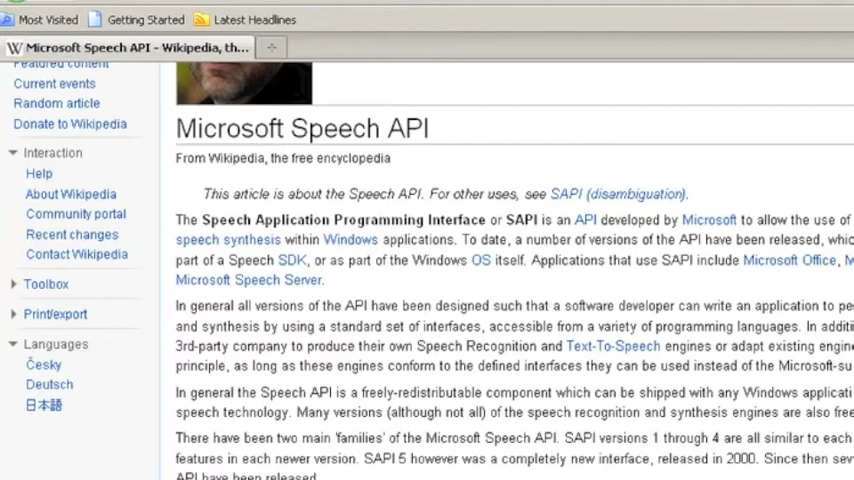 Most Visited Getting Started Latest Headlines
W Microsoft Speech API - Wikipedia, th...
Featured content
Current events
Random article
Donate to Wikipedia
Interaction
Help
About Wikipedia
Community portal
Recent changes
Contact Wikipedia
Toolbox
Print/export
Languages
Česky
Deutsch
日本語
Microsoft Speech API
From Wikipedia, the free encyclopedia
This article is about the Speech API. For other uses, see SAPI (disambiguation).
The Speech Application Programming Interface or SAPI is an API developed by Microsoft to allow the use of
speech synthesis within Windows applications. To date, a number of versions of the API have been released,
part of a Speech SDK, or as part of the Windows OS itself. Applications that use SAPI include Microsoft Office,
Microsoft Speech Server.
In general all versions of the API have been designed such that a software developer can write an application to
and synthesis by using a standard set of interfaces, accessible from a variety of programming languages. In
3rd-party company to produce their own Speech Recognition and Text-To-Speech engines or adapt existing
principle, as long as these engines conform to the defined interfaces they can be used instead of the
In general the Speech API is a freely-redistributable component which can be shipped with any Windows
speech technology. Many versions (although not all) of the speech recognition and synthesis engines are also
There have been two main 'families' of the Microsoft Speech API. SAPI versions 1 through 4 are all similar to each
features in each newer version. SAPI 5 however was a completely new interface, released in 2000. Since then
API have been released.